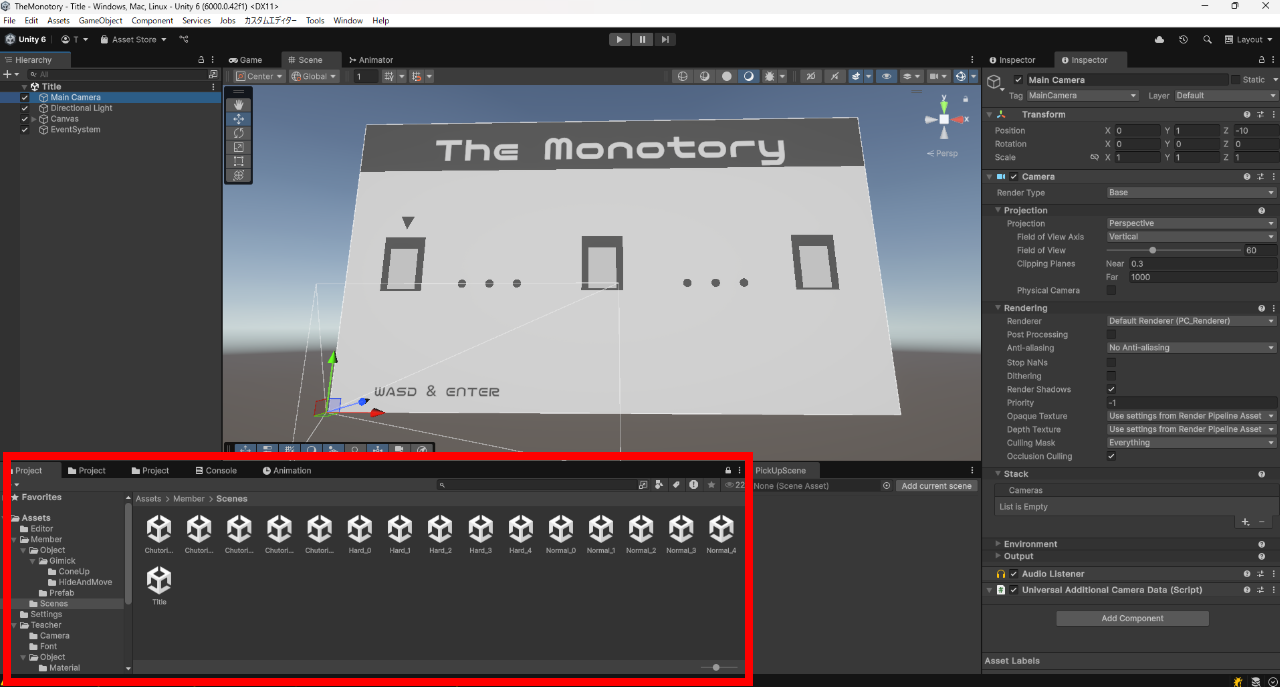 TheMonotory - Title - Windows, Mac, Linux - Unity 6 (6000.0.42f1) <DX11>
File Edit Assets GameObject Component Services Jobs カスタムエディター Tools Window Help
Unity 6 T Asset Store Layout
Hierarchy
All
Title
Main Camera
Directional Light
Canvas
EventSystem
Game Scene Animator
Center Global 1
y
x
Persp
The Monotory
WASD & ENTER
Inspector Inspector
Main Camera Static
Tag MainCamera Layer Default
Transform
Position X 0 Y 1 Z -10
Rotation X 0 Y 0 Z 0
Scale X 1 Y 1 Z 1
Camera
Render Type Base
Projection
Projection Perspective
Field of View Axis Vertical
Field of View 60
Clipping Planes Near 0.3
Far 1000
Physical Camera
Rendering
Renderer Default Renderer (PC_Renderer)
Post Processing
Anti-aliasing No Anti-aliasing
Stop NaNs
Dithering
Render Shadows
Priority -1
Opaque Texture Use settings from Render Pipeline Asset
Depth Texture Use settings from Render Pipeline Asset
Culling Mask Everything
Occlusion Culling
Stack
Cameras
List is Empty
Environment
Output
Audio Listener
# Universal Additional Camera Data (Script)
Add Component
Asset Labels
Project Project Project Console Animation
22
Favorites
Assets
Editor
Member
Object
Gimick
ConeUp
HideAndMove
Prefab
Scenes
Settings
Teacher
Camera
Font
Object
Material
Assets > Member > Scenes
Chutori... Chutori... Chutori... Chutori... Chutori... Hard_0 Hard_1 Hard_2 Hard_3 Hard_4 Normal_0 Normal_1 Normal_2 Normal_3 Normal_4
Title
PickUpScene
None (Scene Asset) Add current scene